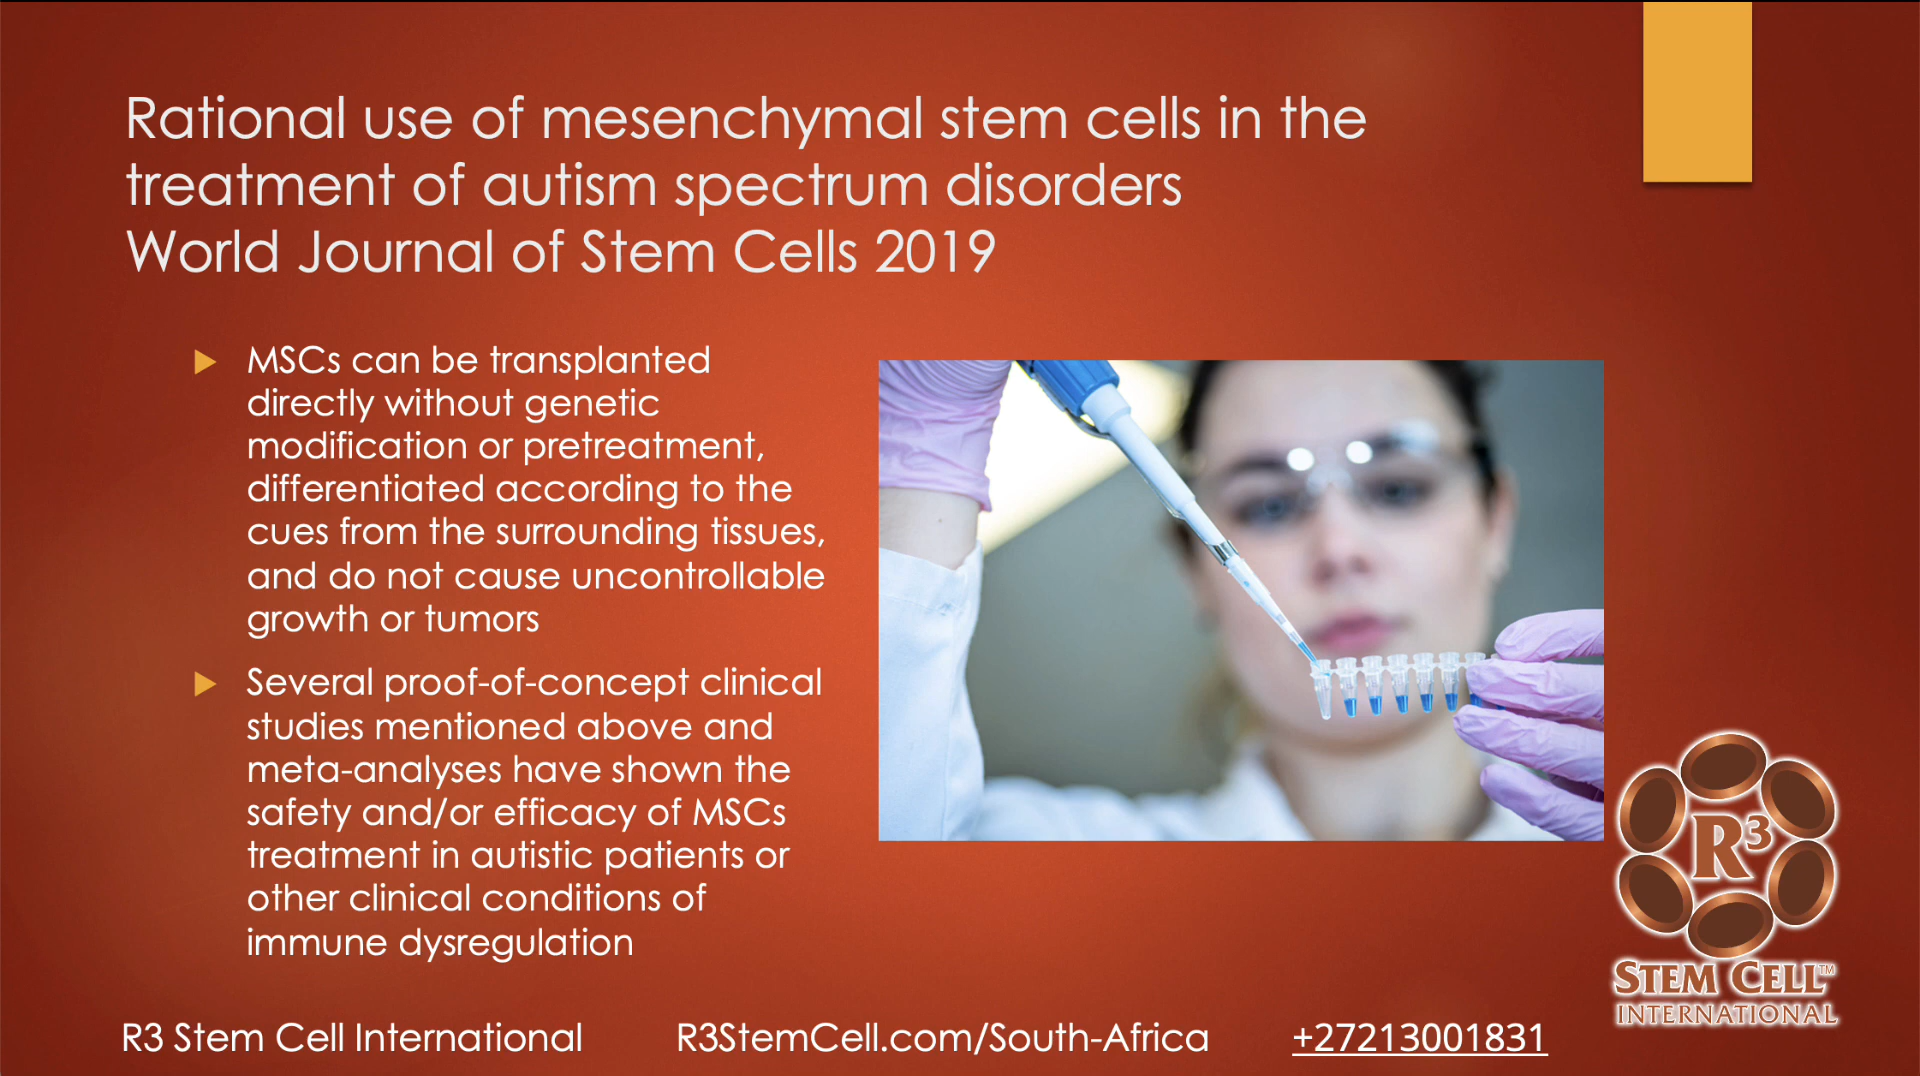 Rational use of mesenchymal stem cells in the
treatment of autism spectrum disorders
World Journal of Stem Cells 2019
MSCs can be transplanted
directly without genetic
modification or pretreatment,
differentiated according to the
cues from the surrounding tissues,
and do not cause uncontrollable
growth or tumors
Several proof-of-concept clinical
studies mentioned above and
meta-analyses have shown the
safety and/or efficacy of MSCs
treatment in autistic patients or
other clinical conditions of
immune dysregulation
R³
STEM CELL™
INTERNATIONAL
R3 Stem Cell International R3StemCell.com/South-Africa +27213001831